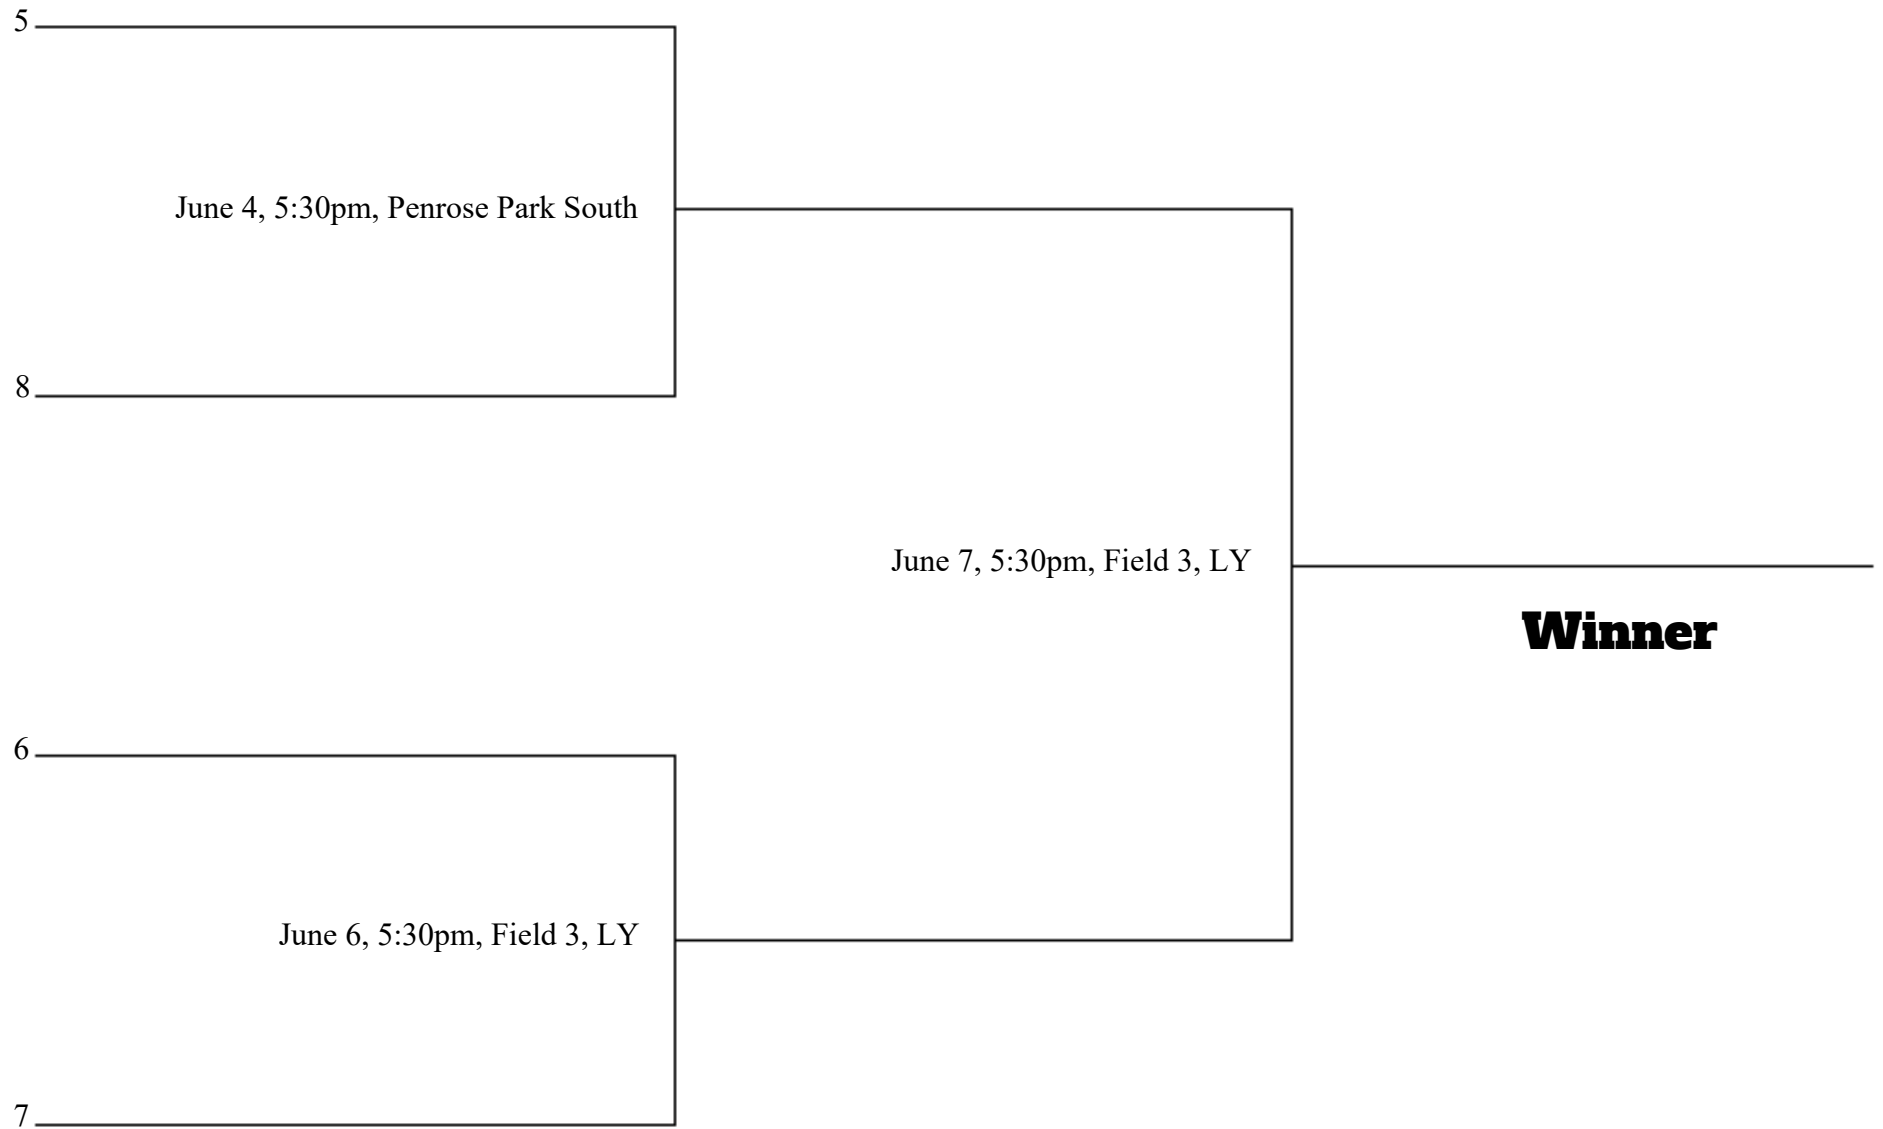 5
June 4, 5:30pm, Penrose Park South
8
June 7, 5:30pm, Field 3, LY
Winner
6
June 6, 5:30pm, Field 3, LY
7